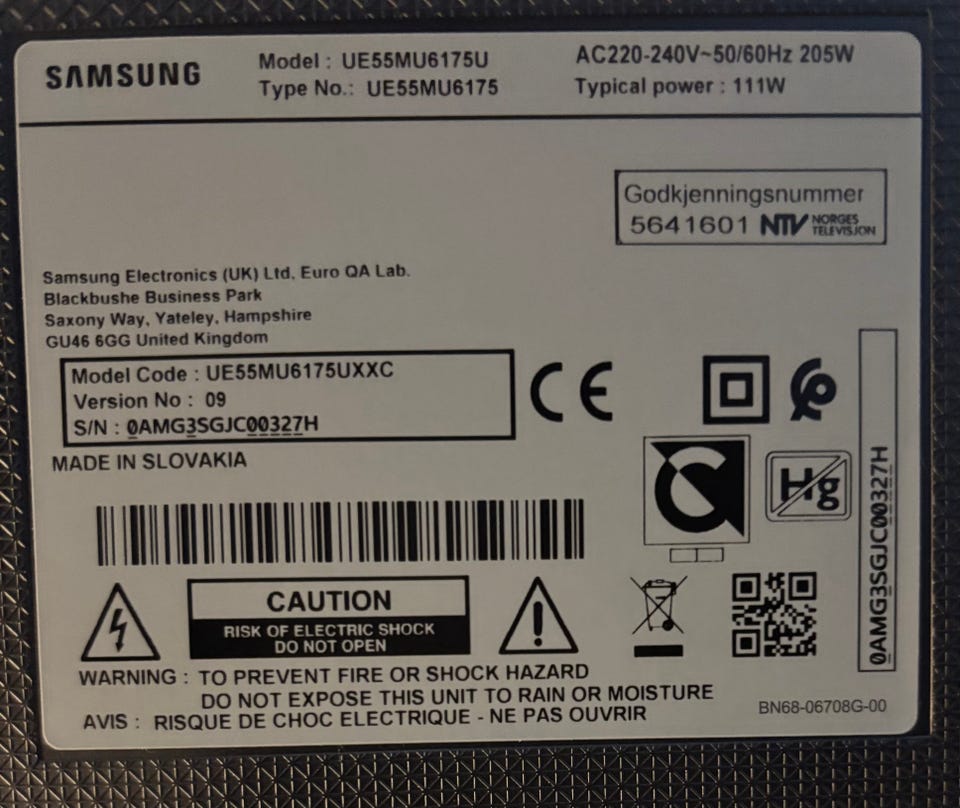 SAMSUNG
Model : UE55MU6175U
Type No.: UE55MU6175
AC220-240V~50/60Hz 205W
Typical power : 111W
Godkjenningsnummer
5641601 NTV NORGES TELEVISJON
Samsung Electronics (UK) Ltd, Euro QA Lab.
Blackbushe Business Park
Saxony Way, Yateley, Hampshire
GU46 6GG United Kingdom
Model Code : UE55MU6175UXXC
Version No : 09
S/N : 0AMG3SGJC00327H
MADE IN SLOVAKIA
CE
Hg
0AMG3SGJC00327H
CAUTION
RISK OF ELECTRIC SHOCK
DO NOT OPEN
WARNING : TO PREVENT FIRE OR SHOCK HAZARD
DO NOT EXPOSE THIS UNIT TO RAIN OR MOISTURE
AVIS : RISQUE DE CHOC ELECTRIQUE - NE PAS OUVRIR
BN68-06708G-00